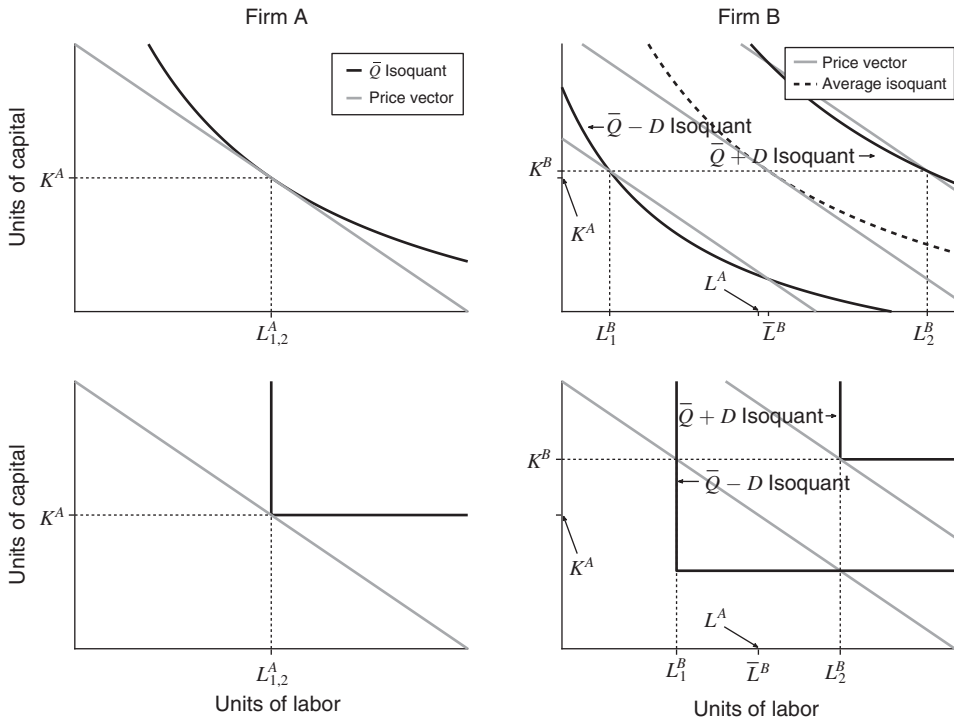 Firm A
Q̅ Isoquant
Price vector
Units of capital
K^A
L^A_{1,2}
Firm B
Price vector
Average isoquant
Q̅ − D Isoquant
Q̅ + D Isoquant
K^B
K^A
L^A
L^B_1
L̅^B
L^B_2
Units of capital
K^A
L^A_{1,2}
Units of labor
Q̅ + D Isoquant
K^B
Q̅ − D Isoquant
K^A
L^A
L^B_1
L̅^B
L^B_2
Units of labor